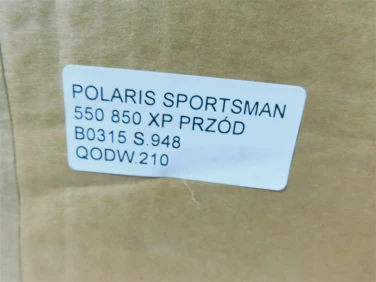 POLARIS SPORTSMAN
550 850 XP PRZÓD
B0315 S.948
QODW.210